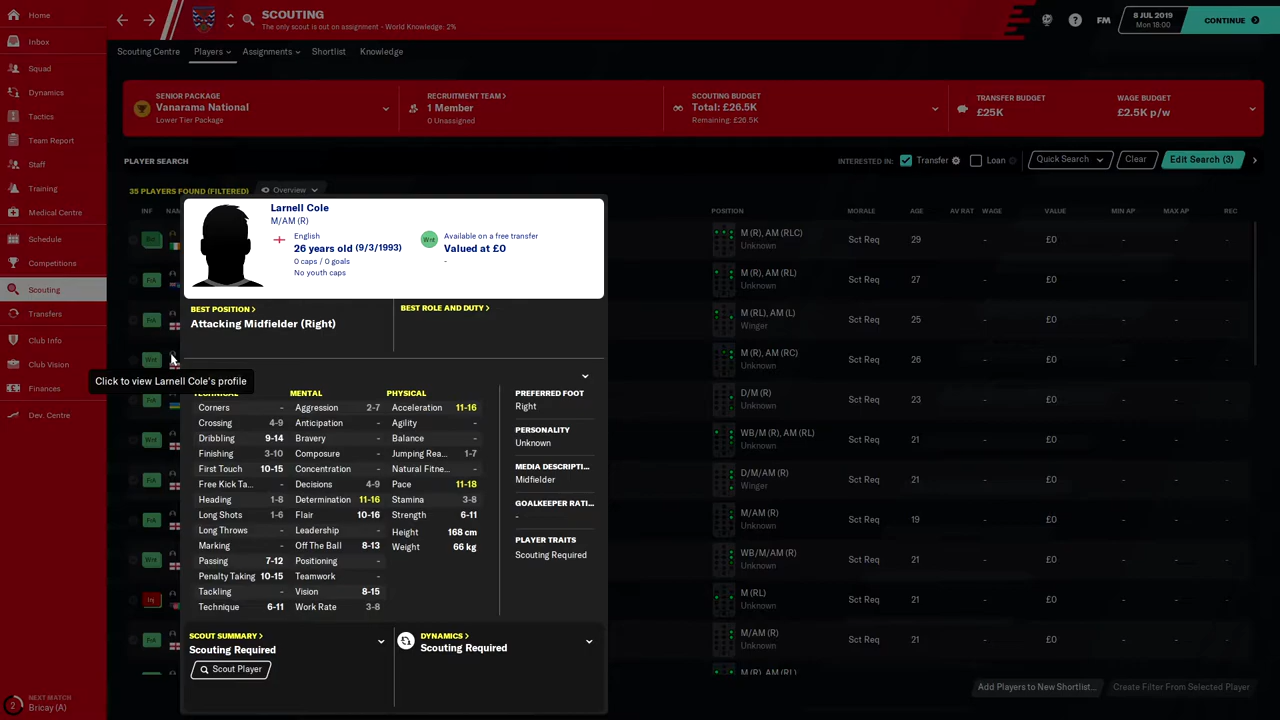 Home
Inbox
Squad
Dynamics
Tactics
Team Report
Staff
Training
Medical Centre
Schedule
Competitions
Scouting
Transfers
Club Info
Club Vision
Finances
Dev. Centre
2
NEXT MATCH
Bricay (A)
SCOUTING
The only scout is out on assignment - World Knowledge: 2%
FM
8 JUL 2019
Mon 18:00
CONTINUE
Scouting Centre Players Assignments Shortlist Knowledge
SENIOR PACKAGE
Vanarama National
Lower Tier Package
RECRUITMENT TEAM
1 Member
0 Unassigned
SCOUTING BUDGET
Total: £26.5K
Remaining: £26.5K
TRANSFER BUDGET
£25K
WAGE BUDGET
£2.5K p/w
PLAYER SEARCH
INTERESTED IN: Transfer Loan Quick Search Clear Edit Search (3)
35 PLAYERS FOUND (FILTERED) Overview
INF POSITION MORALE AGE AV RAT WAGE VALUE MIN AP MAX AP REC
Larnell Cole
M/AM (R)
English
26 years old (9/3/1993)
0 caps / 0 goals
No youth caps
Wnt
Available on a free transfer
Valued at £0
-
BEST POSITION
Attacking Midfielder (Right)
BEST ROLE AND DUTY
Click to view Larnell Cole's profile
MENTAL PHYSICAL
Corners - Aggression 2-7 Acceleration 11-16
Crossing 4-9 Anticipation - Agility -
Dribbling 9-14 Bravery - Balance -
Finishing 3-10 Composure - Jumping Rea... 1-7
First Touch 10-15 Concentration - Natural Fitne... -
Free Kick Ta... - Decisions 4-9 Pace 11-18
Heading 1-8 Determination 11-16 Stamina 3-8
Long Shots 1-6 Flair 10-16 Strength 6-11
Long Throws - Leadership - Height 168 cm
Marking - Off The Ball 8-13 Weight 66 kg
Passing 7-12 Positioning -
Penalty Taking 10-15 Teamwork -
Tackling - Vision 8-15
Technique 6-11 Work Rate 3-8
PREFERRED FOOT
Right
PERSONALITY
Unknown
MEDIA DESCRIPTI...
Midfielder
GOALKEEPER RATI...
-
PLAYER TRAITS
Scouting Required
SCOUT SUMMARY
Scouting Required
Scout Player
DYNAMICS
Scouting Required
M (R), AM (RLC)
Unknown
Sct Req 29 - - £0 - - -
FrA M (R), AM (RL)
Unknown
Sct Req 27 - - £0 - - -
FrA M (RL), AM (L)
Winger
Sct Req 25 - - £0 - - -
Wnt M (R), AM (RC)
Unknown
Sct Req 26 - - £0 - - -
FrA D/M (R)
Unknown
Sct Req 23 - - £0 - - -
Wnt WB/M (R), AM (RL)
Unknown
Sct Req 21 - - £0 - - -
FrA D/M/AM (R)
Winger
Sct Req 21 - - £0 - - -
FrA M/AM (R)
Unknown
Sct Req 19 - - £0 - - -
Wnt WB/M/AM (R)
Unknown
Sct Req 21 - - £0 - - -
Inj M (RL)
Unknown
Sct Req 21 - - £0 - - -
FrA M/AM (R)
Unknown
Sct Req 21 - - £0 - - -
M (R), AM (RL)
Add Players to New Shortlist... Create Filter From Selected Player